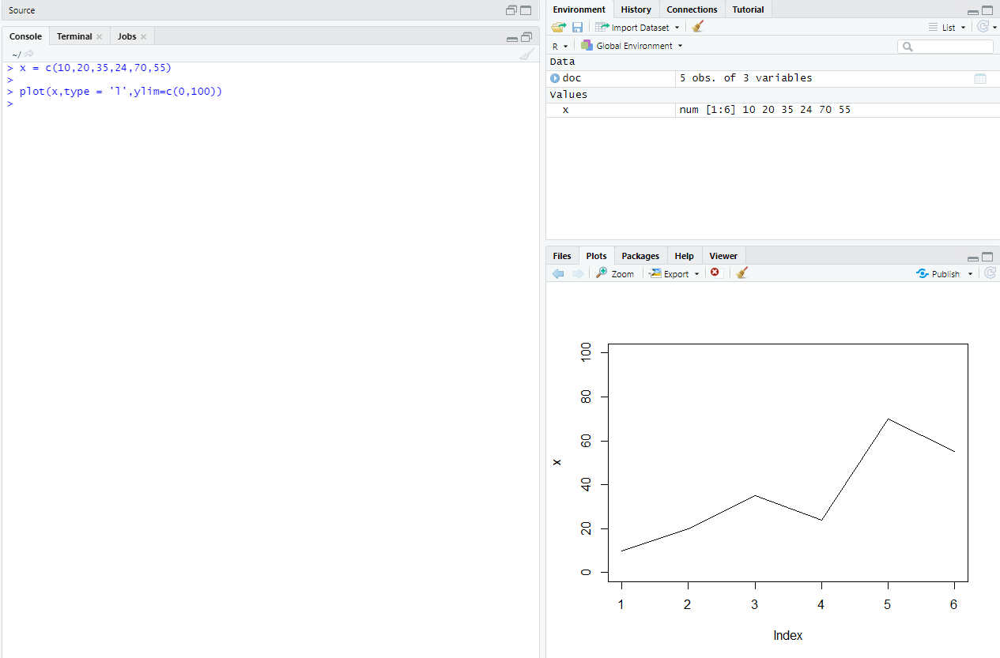 Source
Console Terminal Jobs
~/
> x = c(10,20,35,24,70,55)
>
> plot(x,type = 'l',ylim=c(0,100))
>
Environment History Connections Tutorial
Import Dataset List
R Global Environment
Data
doc 5 obs. of 3 variables
Values
x num [1:6] 10 20 35 24 70 55
Files Plots Packages Help Viewer
Zoom Export Publish
100
80
60
40
20
0
x
1 2 3 4 5 6
Index